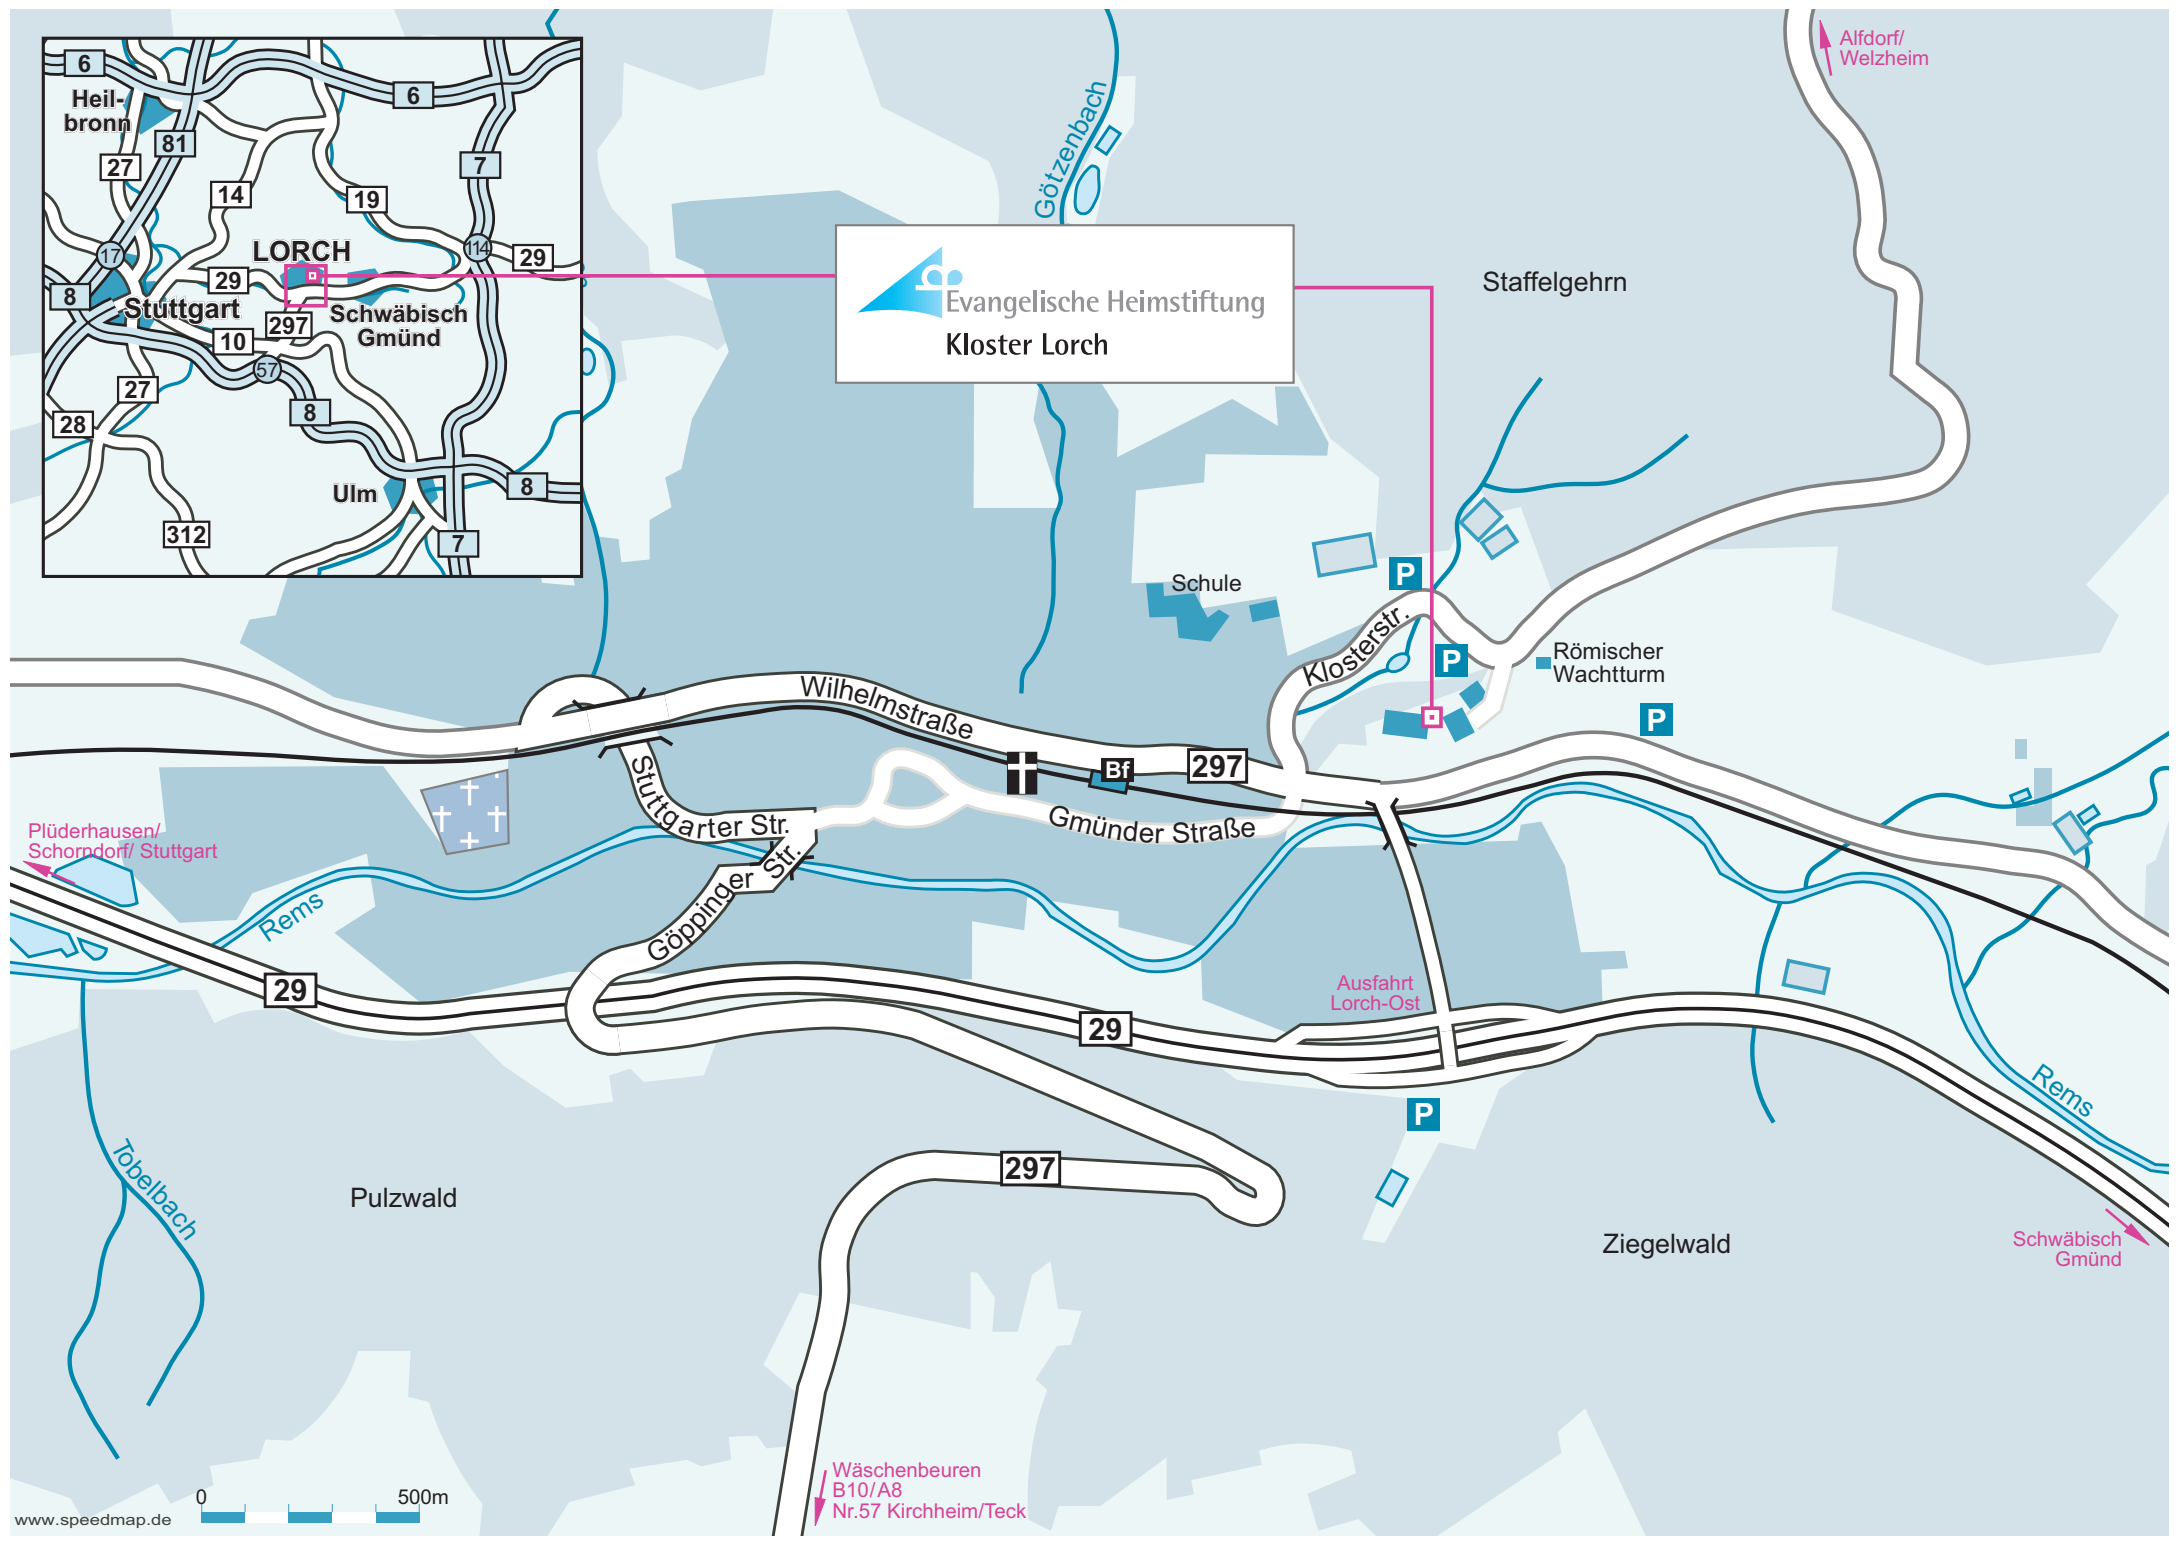 6
6
Heil-
bronn
81
27
7
14
19
17
LORCH
114
29
29
8
Stuttgart
297
Schwäbisch
Gmünd
10
57
27
8
28
Ulm
8
312
7
Alfdorf/
Welzheim
Götzenbach
Evangelische Heimstiftung
Kloster Lorch
Staffelgehrn
P
Schule
Klosterstr.
P
Römischer
Wachtturm
P
Wilhelmstraße
Bf
297
Stuttgarter Str.
Gmünder Straße
Göppinger Str.
Plüderhausen/
Schorndorf/ Stuttgart
Rems
29
Ausfahrt
Lorch-Ost
29
Rems
P
Tobelbach
297
Pulzwald
Ziegelwald
Schwäbisch
Gmünd
Wäschenbeuren
B10/A8
Nr.57 Kirchheim/Teck
0 500m
www.speedmap.de